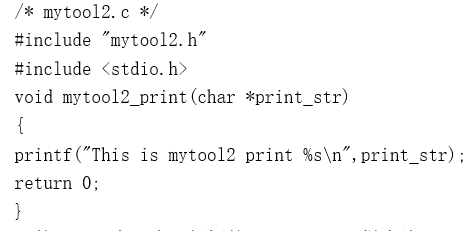 /* mytool2.c */
#include "mytool2.h"
#include <stdio.h>
void mytool2_print(char *print_str)
{
printf("This is mytool2 print %s\n",print_str);
return 0;
}